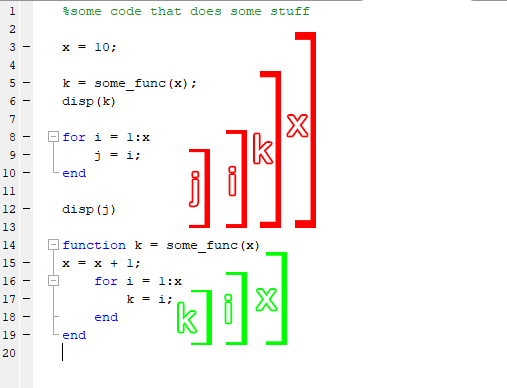 1 %some code that does some stuff
2
3 x = 10;
4
5 k = some_func(x);
6 disp(k)
7
8 for i = 1:x
9 j = i;
10 end
11
12 disp(j)
13
14 function k = some_func(x)
15 x = x + 1;
16 for i = 1:x
17 k = i;
18 end
19 end
20
j i k x
k i x